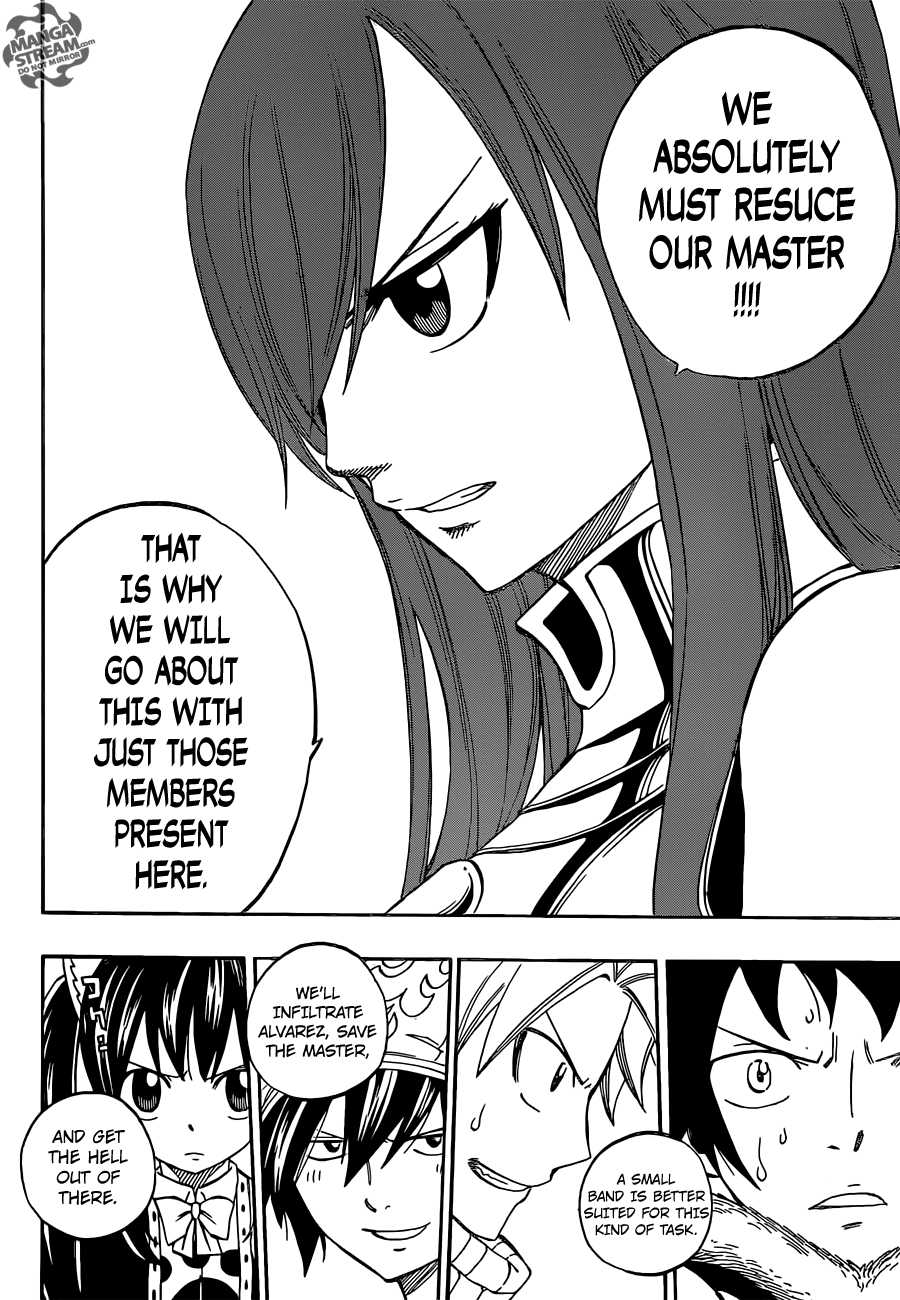 MANGA
STREAM.com
DO NOT MIRROR!
WE
ABSOLUTELY
MUST RESUCE
OUR MASTER
!!!!
THAT
IS WHY
WE WILL
GO ABOUT
THIS WITH
JUST THOSE
MEMBERS
PRESENT
HERE.
A SMALL
BAND IS BETTER
SUITED FOR THIS
KIND OF TASK.
WE'LL
INFILTRATE
ALVAREZ, SAVE
THE MASTER,
AND GET
THE HELL
OUT OF
THERE.